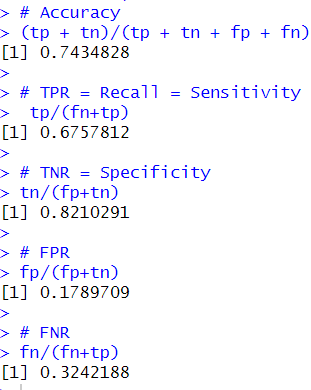 > # Accuracy
> (tp + tn)/(tp + tn + fp + fn)
[1] 0.7434828
>
> # TPR = Recall = Sensitivity
>  tp/(fn+tp)
[1] 0.6757812
>
> # TNR = Specificity
> tn/(fp+tn)
[1] 0.8210291
>
> # FPR
> fp/(fp+tn)
[1] 0.1789709
>
> # FNR
> fn/(fn+tp)
[1] 0.3242188